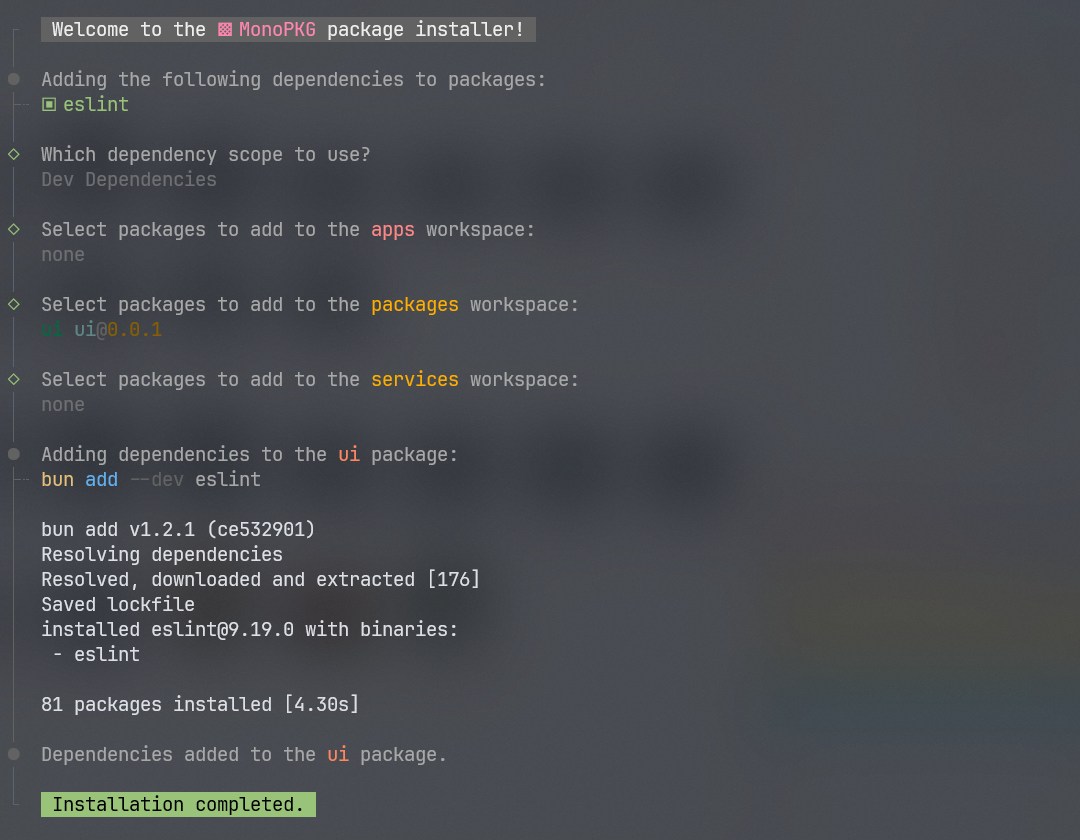 Welcome to the MonoPKG package installer!
Adding the following dependencies to packages:
eslint
Which dependency scope to use?
Dev Dependencies
Select packages to add to the apps workspace:
none
Select packages to add to the packages workspace:
ui ui@0.0.1
Select packages to add to the services workspace:
none
Adding dependencies to the ui package:
bun add --dev eslint
bun add v1.2.1 (ce532901)
Resolving dependencies
Resolved, downloaded and extracted [176]
Saved lockfile
installed eslint@9.19.0 with binaries:
- eslint
81 packages installed [4.30s]
Dependencies added to the ui package.
Installation completed.